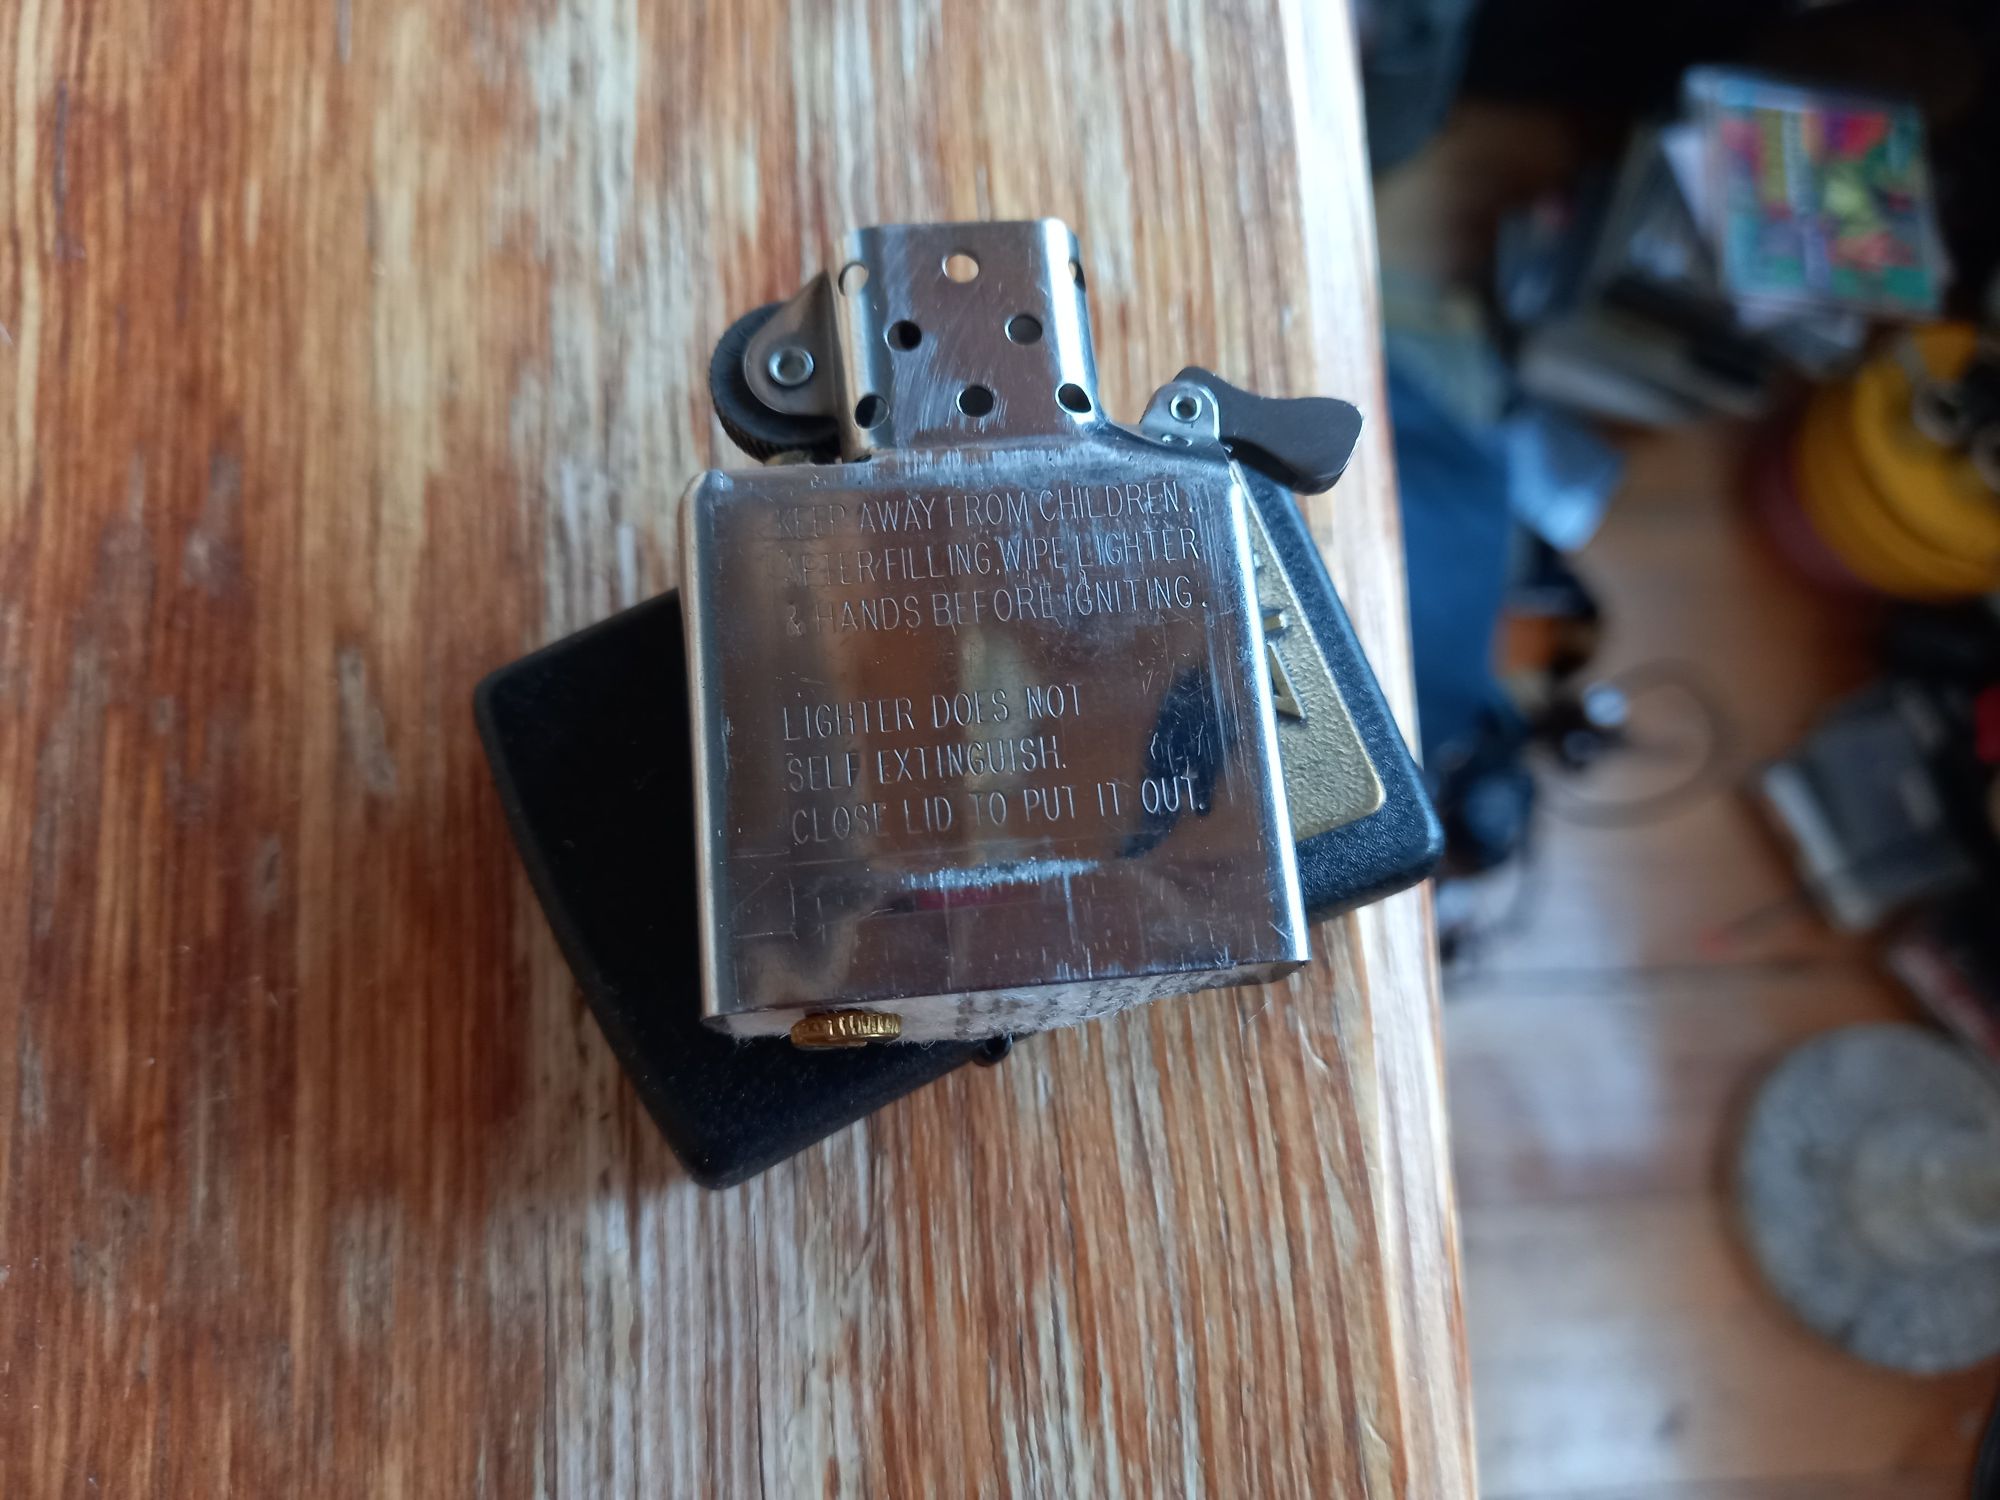 KEEP AWAY FROM CHILDREN.
AFTER FILLING, WIPE LIGHTER
& HANDS BEFORE IGNITING.
LIGHTER DOES NOT
SELF EXTINGUISH.
CLOSE LID TO PUT IT OUT.